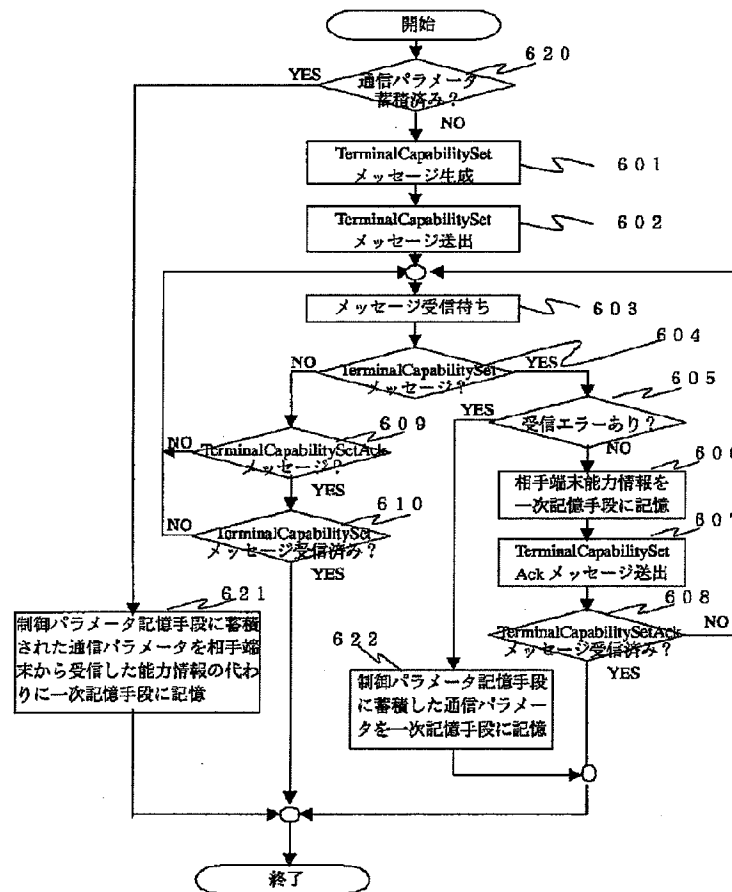 開始
620
YES
通信パラメータ
蓄積済み?
NO
TerminalCapabilitySet
メッセージ生成
601
TerminalCapabilitySet
メッセージ送出
602
メッセージ受信待ち
603
604
NO
TerminalCapabilitySet
メッセージ?
YES
605
YES
受信エラーあり?
NO
609
NO
TerminalCapabilitySetAck
メッセージ?
YES
606
相手端末能力情報を
一次記憶手段に記憶
610
NO
TerminalCapabilitySet
メッセージ受信済み?
YES
607
TerminalCapabilitySet
Ackメッセージ送出
608
TerminalCapabilitySetAck
メッセージ受信済み?
NO
YES
621
制御パラメータ記憶手段に蓄積
された通信パラメータを相手端
末から受信した能力情報の代わ
りに一次記憶手段に記憶
622
制御パラメータ記憶手段
に蓄積した通信パラメー
タを一次記憶手段に記憶
終了